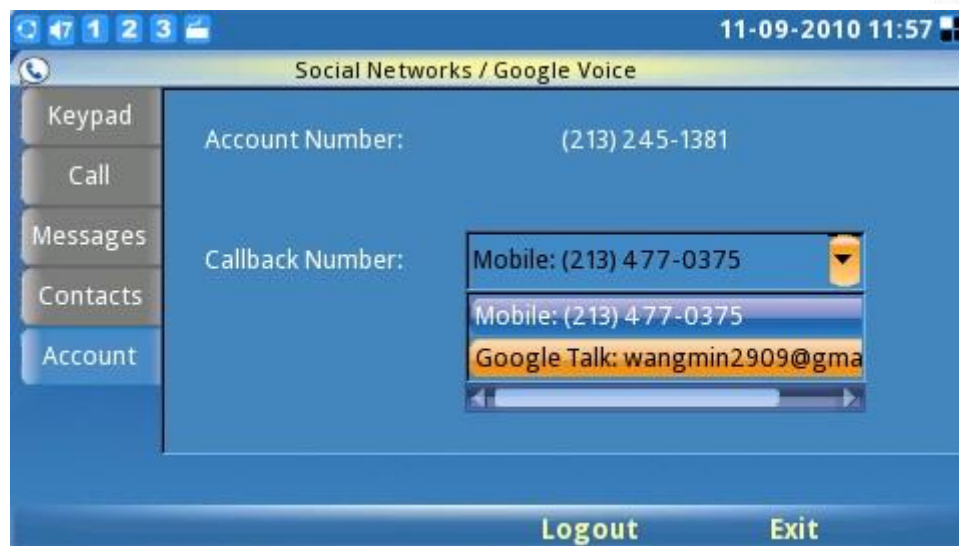 7 1 2 3 11-09-2010 11:57
Social Networks / Google Voice
Keypad
Account Number: (213) 245-1381
Call
Messages
Callback Number: Mobile: (213) 477-0375
Contacts
Mobile: (213) 477-0375
Account
Google Talk: wangmin2909@gma
Logout Exit